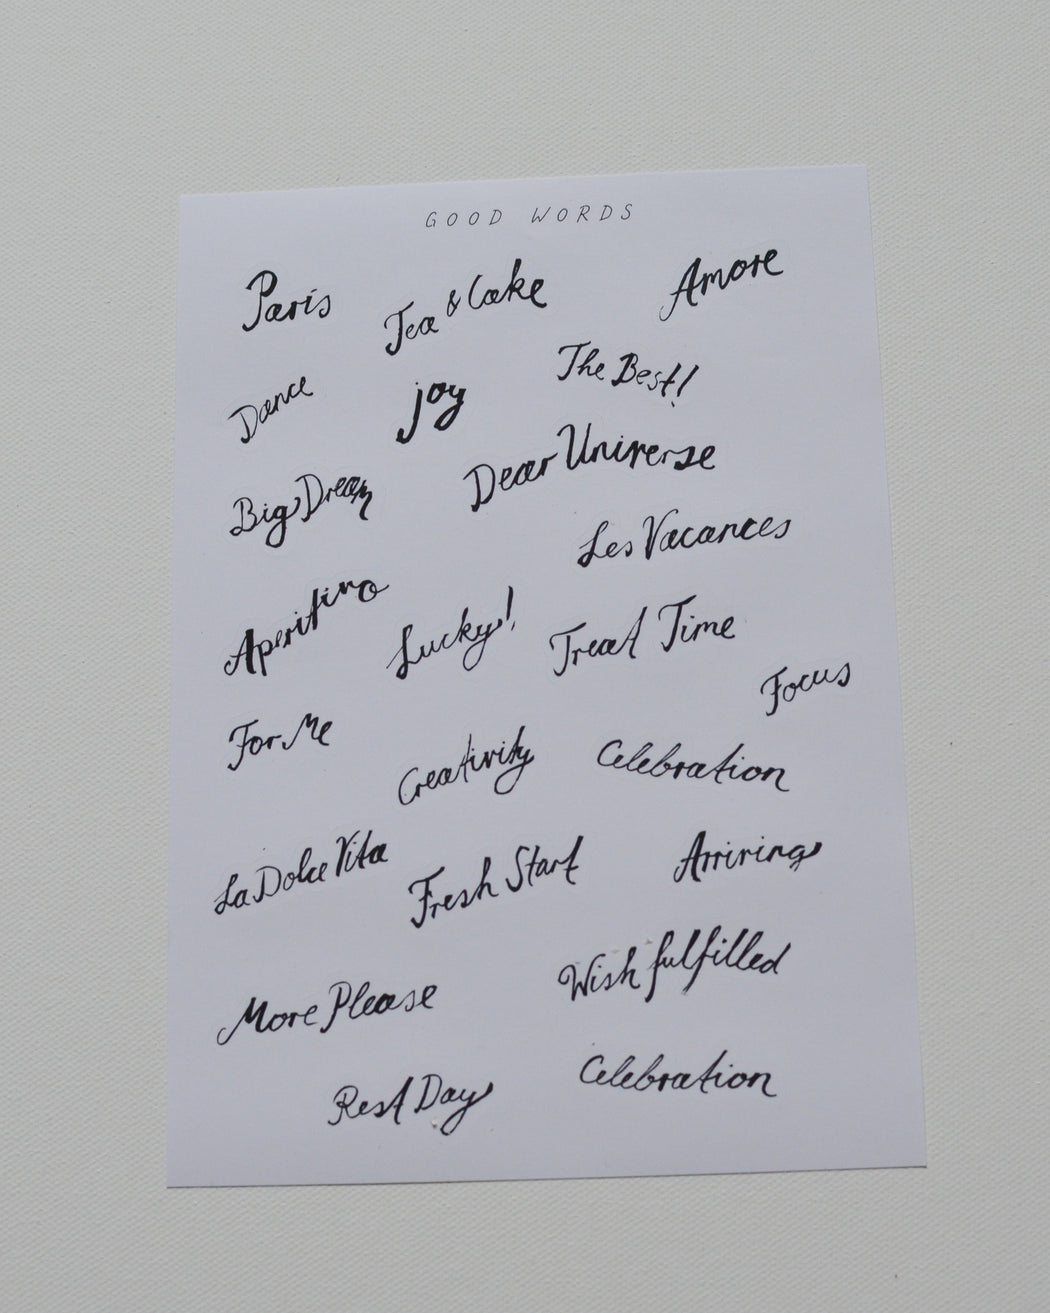 GOOD WORDS
Paris
Tea & Cake
Amore
Dance
joy
The Best!
Big Dream
Dear Universe
Les Vacances
Aperitivo
Lucky!
Treat Time
Focus
For Me
Creativity
Celebration
La Dolce Vita
Fresh Start
Arriving
More Please
Wish fulfilled
Rest Day
Celebration